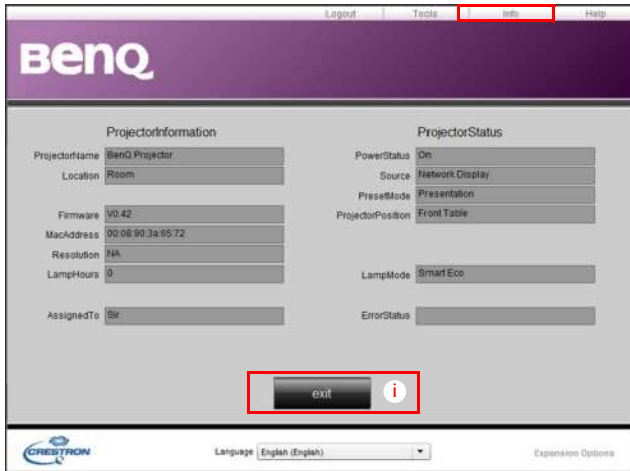 Logout Tools Info Help
BenQ
ProjectorInformation
ProjectorName BenQ Projector
Location Room
Firmware V0.42
MacAddress 00:08:90:3a:65:72
Resolution NA
LampHours 0
AssignedTo Sir.
ProjectorStatus
PowerStatus On
Source Network Display
PresetMode Presentation
ProjectorPosition Front Table
LampMode Smart Eco
ErrorStatus
exit i
CRESTRON Language English (English) Expansion Options